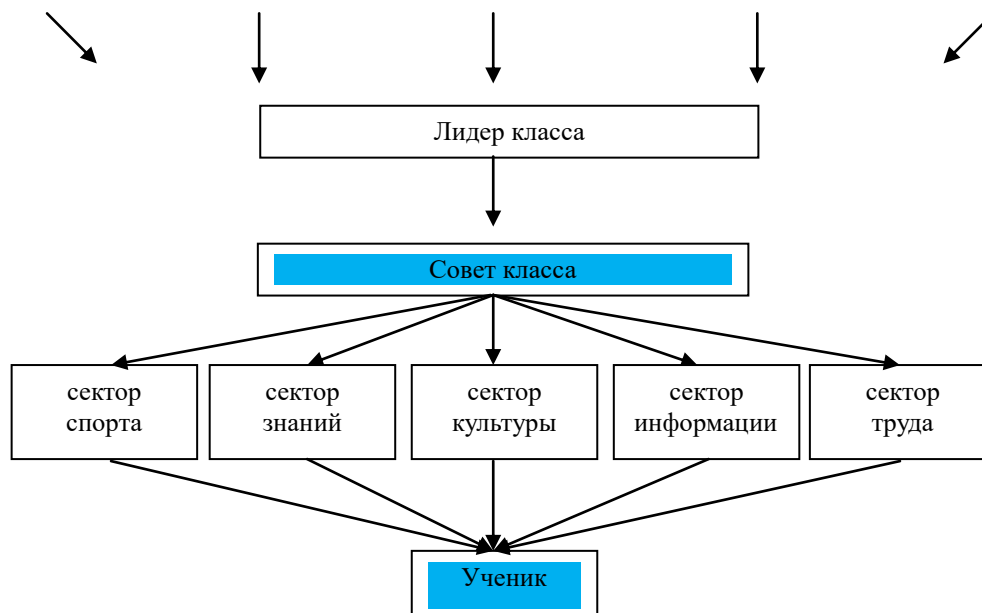 Лидер класса
Совет класса
сектор
спорта
сектор
знаний
сектор
культуры
сектор
информации
сектор
труда
Ученик